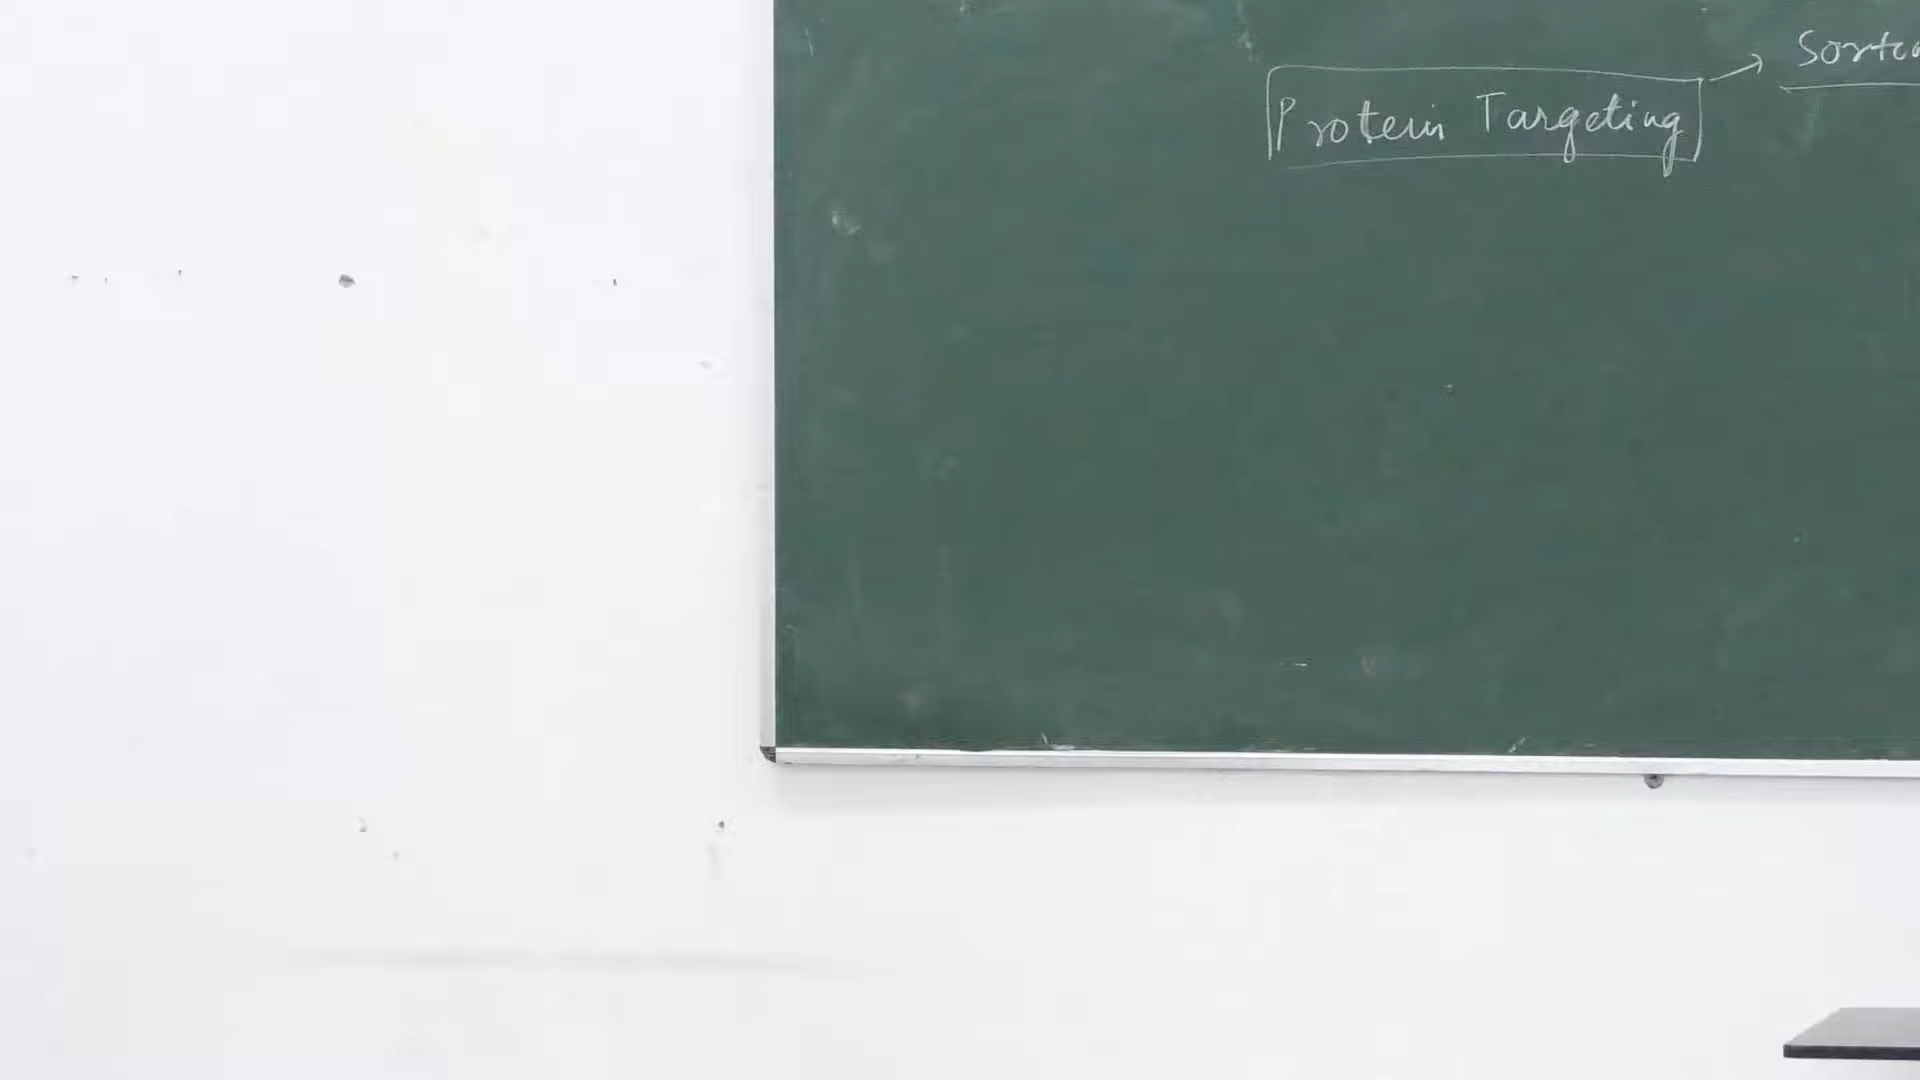 Protein Targeting →